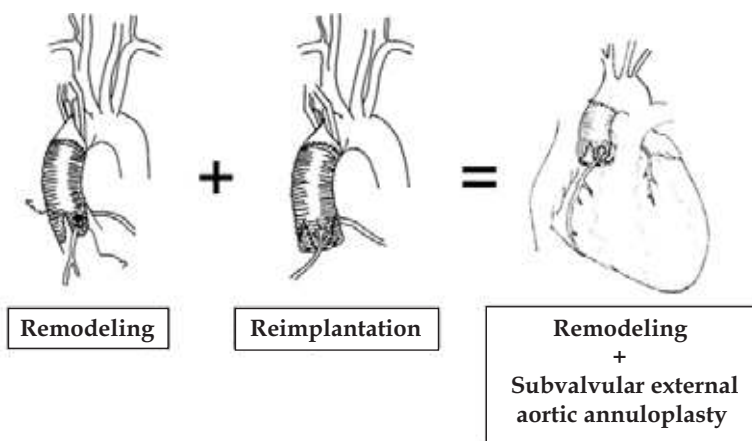 +
=
Remodeling
Reimplantation
Remodeling
+
Subvalvular external
aortic annuloplasty